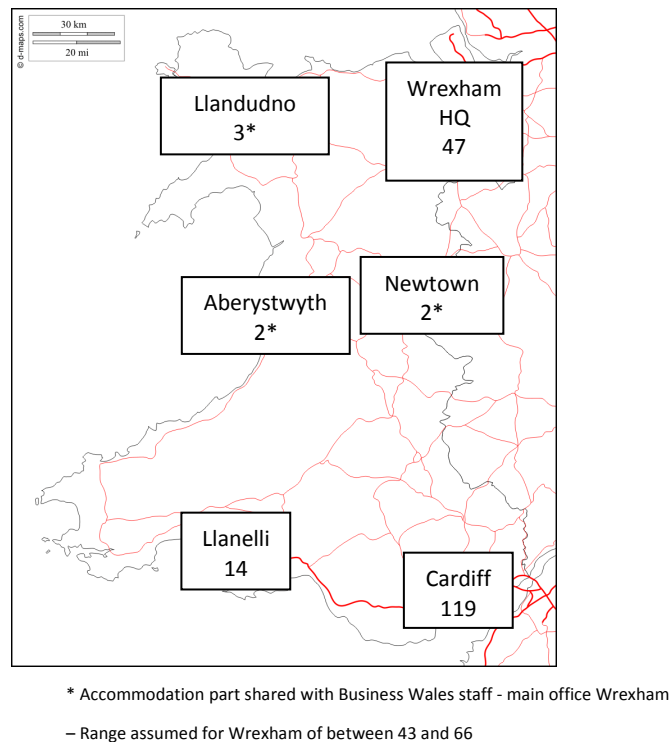 © d-maps.com
30 km
20 mi
Llandudno
3*
Wrexham
HQ
47
Aberystwyth
2*
Newtown
2*
Llanelli
14
Cardiff
119
* Accommodation part shared with Business Wales staff - main office Wrexham
– Range assumed for Wrexham of between 43 and 66